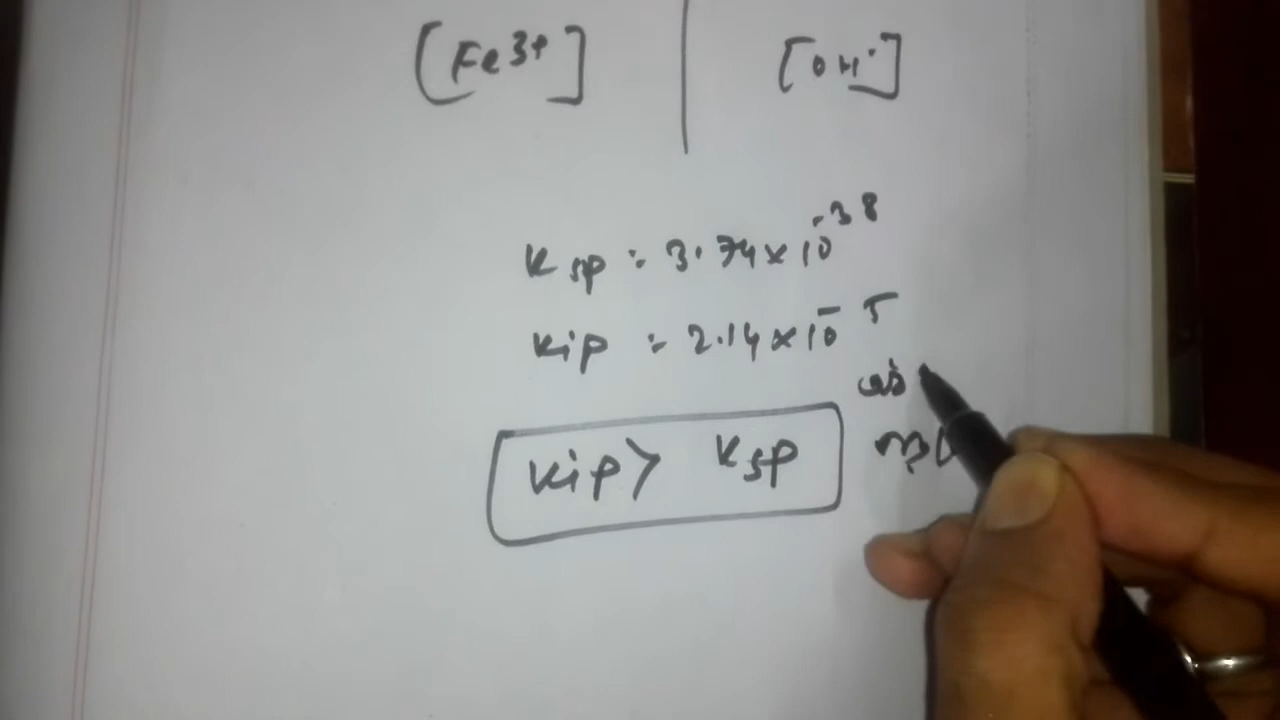 [Fe³⁺] [OH⁻]
Ksp = 3.74×10⁻³⁸
Kip = 2.14×10⁻⁵
Kip > Ksp